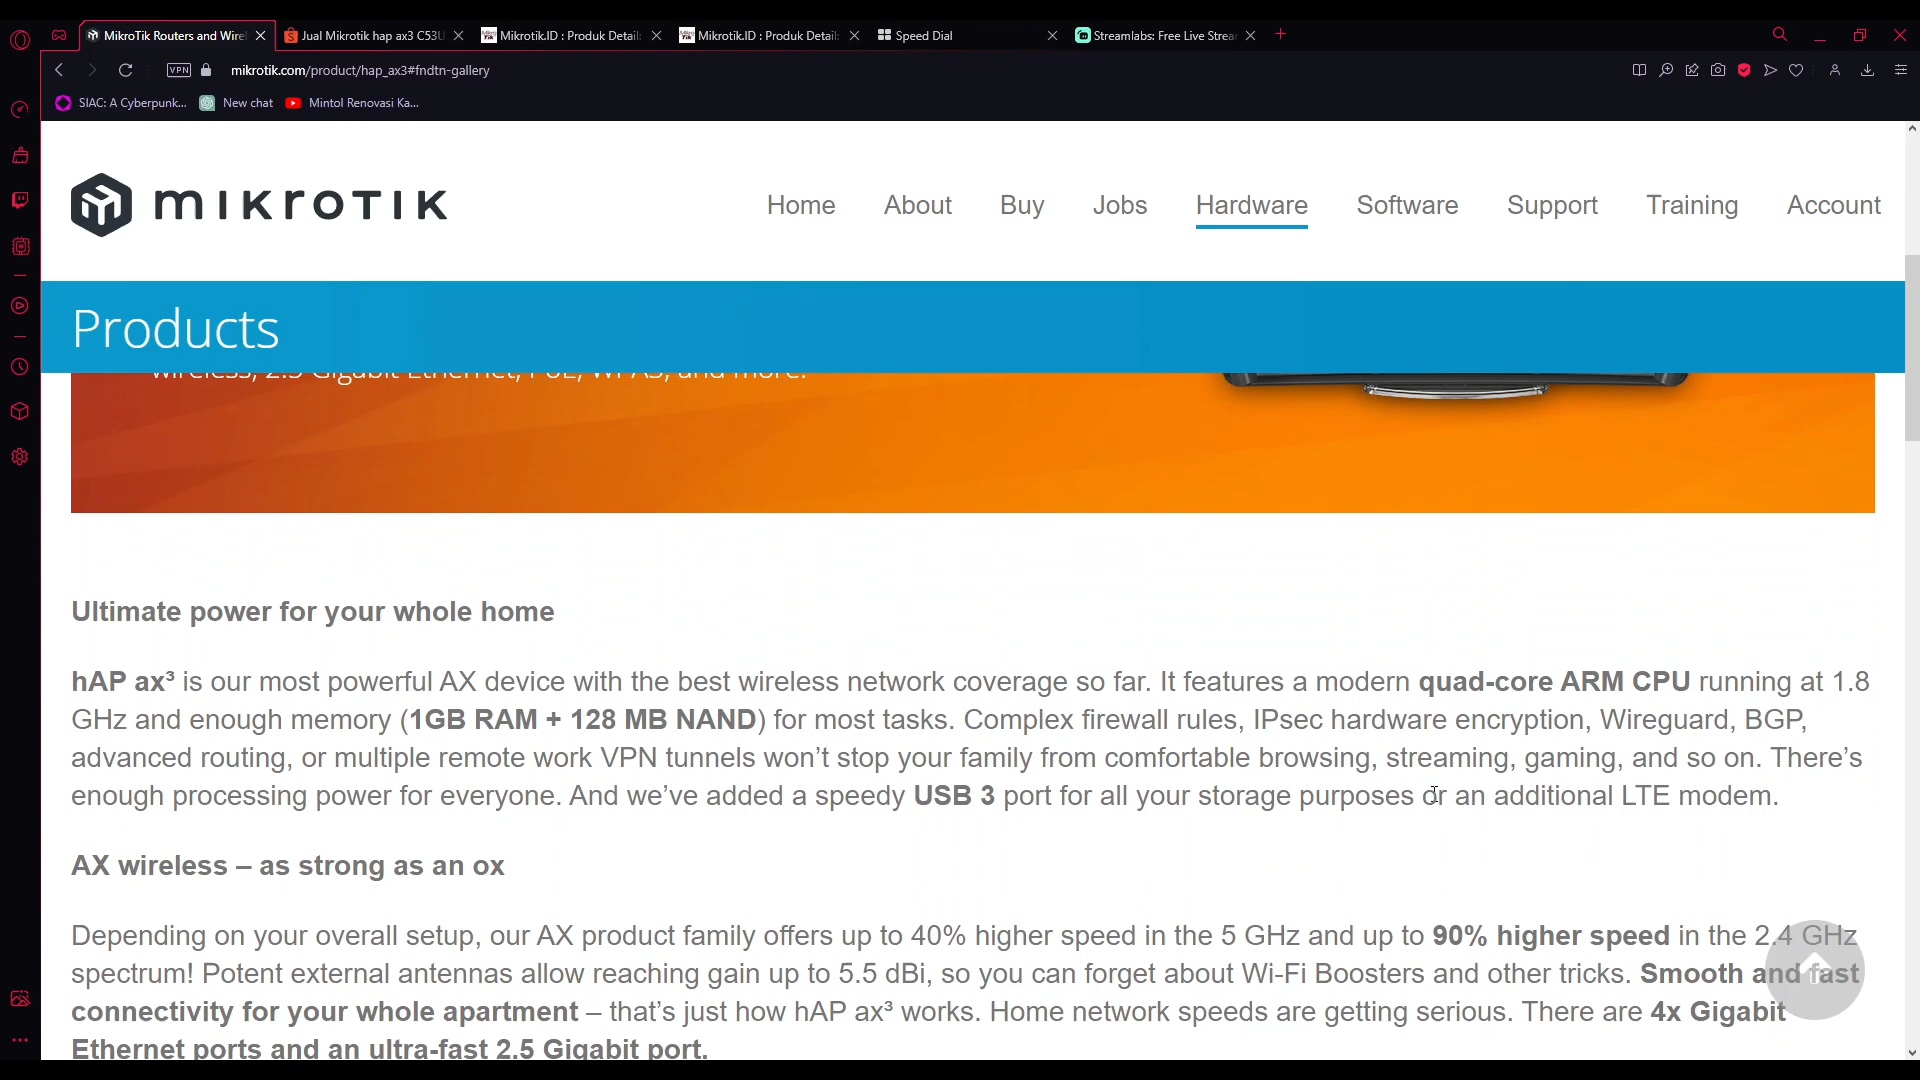 MikroTik Routers and Wirel
Jual Mikrotik hap ax3 C53U
Mikrotik.ID : Produk Detail:
Mikrotik.ID : Produk Detail:
Speed Dial
Streamlabs: Free Live Strea
VPN
mikrotik.com/product/hap_ax3#fndtn-gallery
SIAC: A Cyberpunk...
New chat
Mintol Renovasi Ka...
mikrotik
Home
About
Buy
Jobs
Hardware
Software
Support
Training
Account
Products
wireless, 2.5 Gigabit Ethernet, PoE, WPA3, and more.
Ultimate power for your whole home
hAP ax³ is our most powerful AX device with the best wireless network coverage so far. It features a modern quad-core ARM CPU running at 1.8
GHz and enough memory (1GB RAM + 128 MB NAND) for most tasks. Complex firewall rules, IPsec hardware encryption, Wireguard, BGP,
advanced routing, or multiple remote work VPN tunnels won’t stop your family from comfortable browsing, streaming, gaming, and so on. There’s
enough processing power for everyone. And we’ve added a speedy USB 3 port for all your storage purposes or an additional LTE modem.
AX wireless – as strong as an ox
Depending on your overall setup, our AX product family offers up to 40% higher speed in the 5 GHz and up to 90% higher speed in the 2.4 GHz
spectrum! Potent external antennas allow reaching gain up to 5.5 dBi, so you can forget about Wi-Fi Boosters and other tricks. Smooth and fast
connectivity for your whole apartment – that’s just how hAP ax³ works. Home network speeds are getting serious. There are 4x Gigabit
Ethernet ports and an ultra-fast 2.5 Gigabit port.